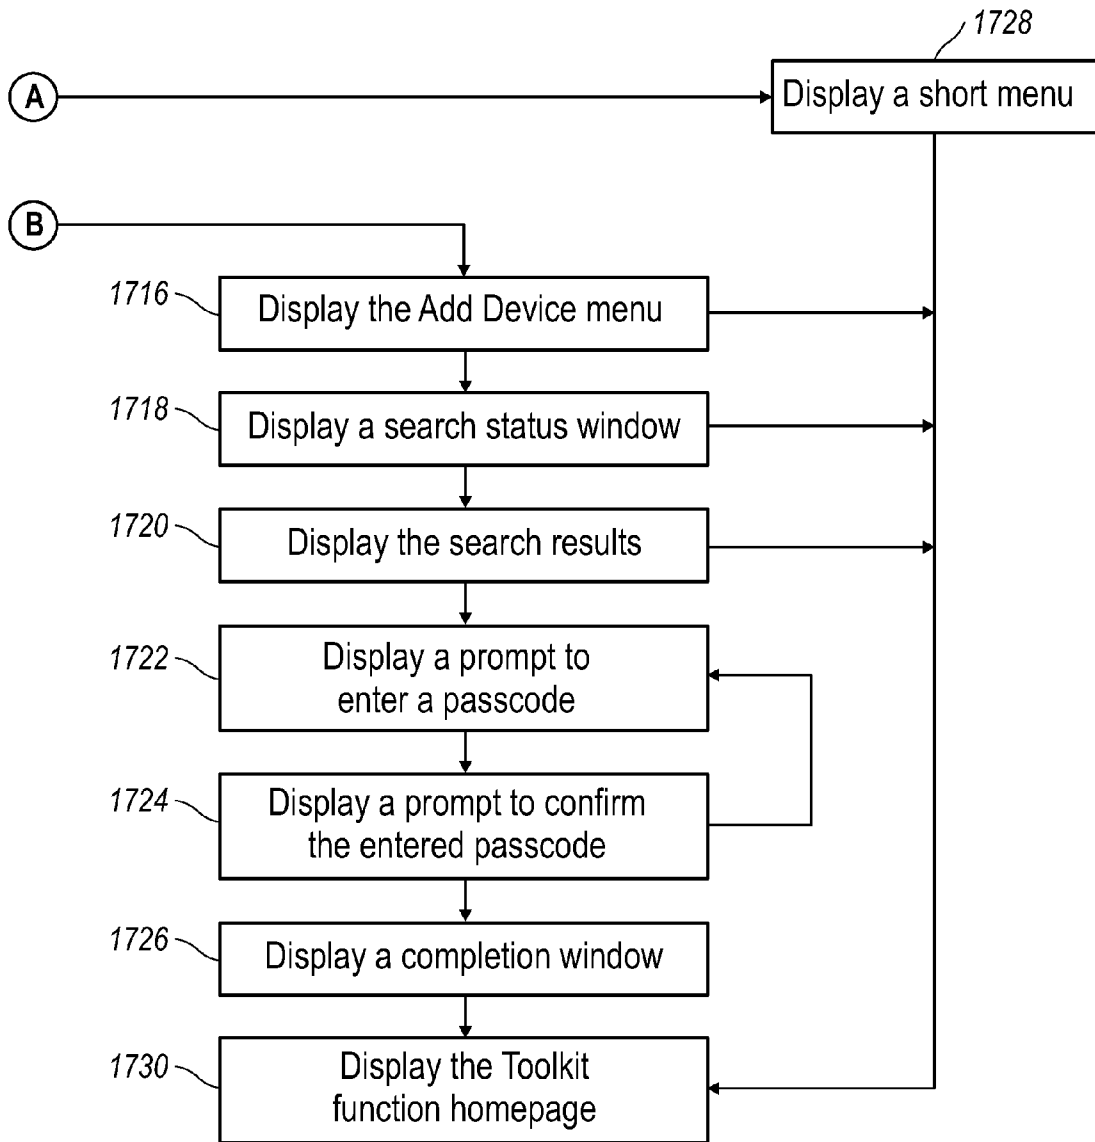 1728
A
Display a short menu
B
1716
Display the Add Device menu
1718
Display a search status window
1720
Display the search results
1722
Display a prompt to
enter a passcode
1724
Display a prompt to confirm
the entered passcode
1726
Display a completion window
1730
Display the Toolkit
function homepage